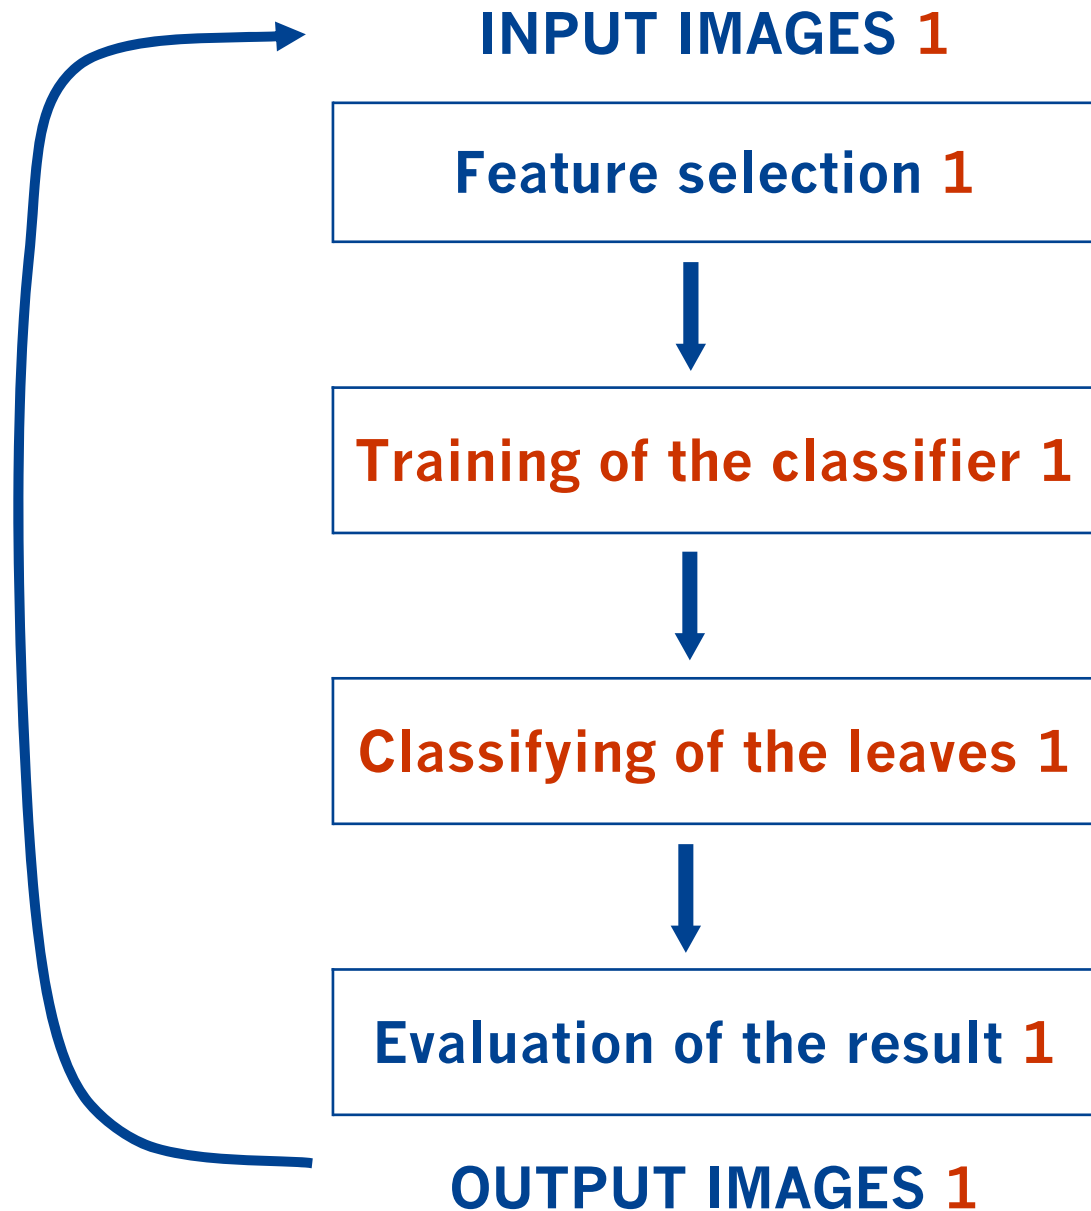 INPUT IMAGES 1
Feature selection 1
Training of the classifier 1
Classifying of the leaves 1
Evaluation of the result 1
OUTPUT IMAGES 1